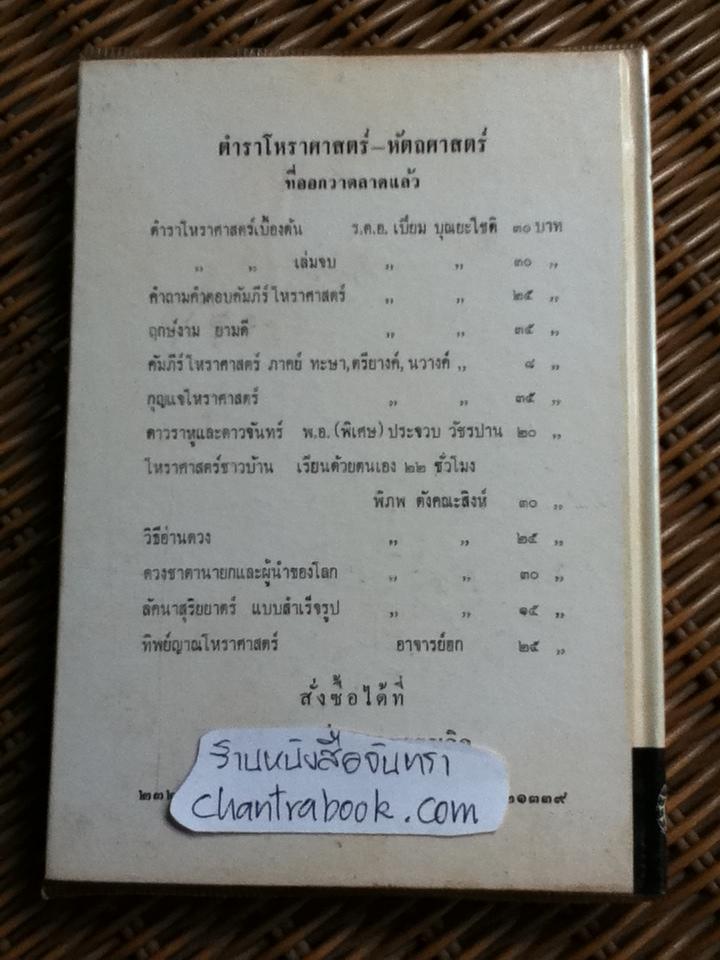 ตำราโหราศาสตร์–หัตถศาสตร์
ที่ออกวาตลาดแล้ว
ตำราโหราศาสตร์เบื้องต้น ร.ต.อ. เปี่ยม บุณยะโชติ ๓๐ บาท
„ „ เล่มจบ „ „ ๓๐ „
คำถามคำตอบคัมภีร์โหราศาสตร์ „ „ ๒๕ „
ฤกษ์งาม ยามดี „ „ ๓๕ „
คัมภีร์โหราศาสตร์ ภาคย์ ทะษา, ตรียางค์, นวางค์ „ ๘ „
กุญแจโหราศาสตร์ „ „ ๓๕ „
ดาวราหูและดาวจันทร์ พ.อ. (พิเศษ) ประจวบ วัชรปาน ๒๐ „
โหราศาสตร์ชาวบ้าน เรียนด้วยตนเอง ๒๒ ชั่วโมง
พิภพ ตังคณะสิงห์ ๓๐ „
วิธีอ่านดวง „ „ ๒๕ „
ดวงชาตานายกและผู้นำของโลก „ „ ๓๐ „
ลัคนาสุริยยาตร์ แบบสำเร็จรูป „ „ ๑๕ „
ทิพย์ญาณโหราศาสตร์ อาจารย์ฮก ๒๕ „
สั่งซื้อได้ที่
ร้านหนังสือจันทรา
chantrabook.com
๑๓๓๙